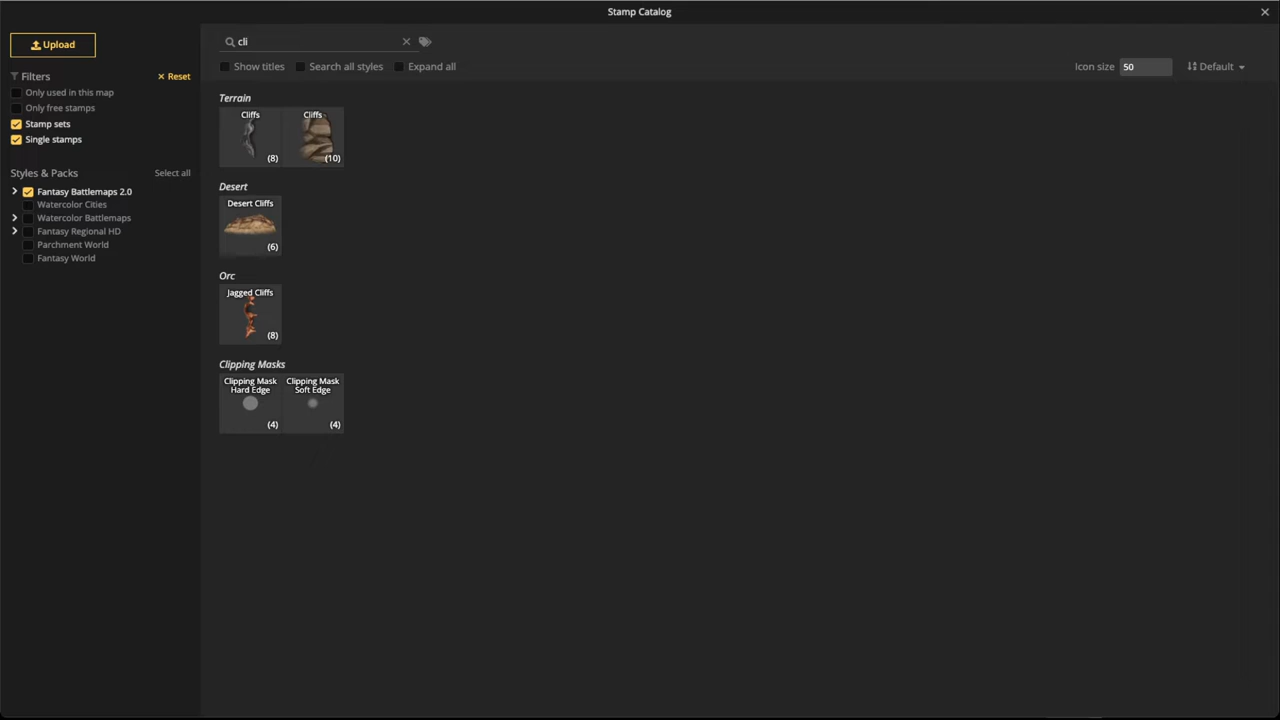 Stamp Catalog
Upload
cli
Filters
Reset
Show titles
Search all styles
Expand all
Icon size
50
Default
Only used in this map
Only free stamps
Stamp sets
Single stamps
Styles & Packs
Select all
Fantasy Battlemaps 2.0
Watercolor Cities
Watercolor Battlemaps
Fantasy Regional HD
Parchment World
Fantasy World
Terrain
Cliffs
(8)
Cliffs
(10)
Desert
Desert Cliffs
(6)
Orc
Jagged Cliffs
(8)
Clipping Masks
Clipping Mask
Hard Edge
(4)
Clipping Mask
Soft Edge
(4)